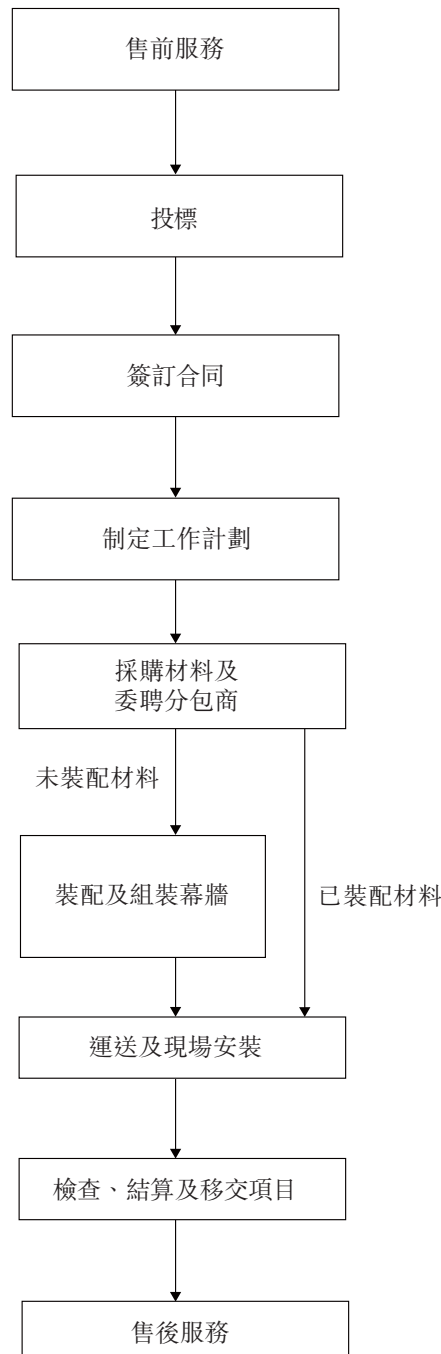 售前服務
投標
簽訂合同
制定工作計劃
採購材料及
委聘分包商
未裝配材料
裝配及組裝幕牆
已裝配材料
運送及現場安裝
檢查、結算及移交項目
售後服務